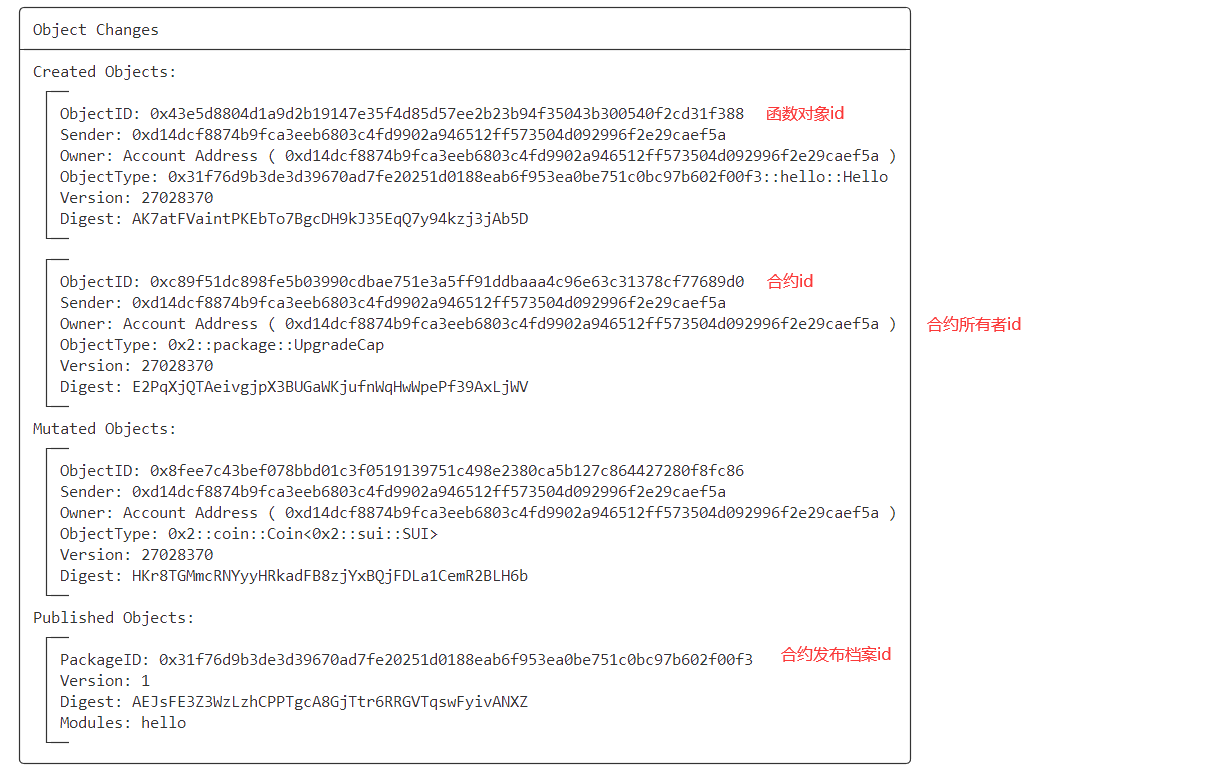 Object Changes
Created Objects:
ObjectID: 0x43e5d8804d1a9d2b19147e35f4d85d57ee2b23b94f35043b300540f2cd31f388 函数对象id
Sender: 0xd14dcf8874b9fca3eeb6803c4fd9902a946512ff573504d092996f2e29caef5a
Owner: Account Address ( 0xd14dcf8874b9fca3eeb6803c4fd9902a946512ff573504d092996f2e29caef5a )
ObjectType: 0x31f76d9b3de3d39670ad7fe20251d0188eab6f953ea0be751c0bc97b602f00f3::hello::Hello
Version: 27028370
Digest: AK7atFVaintPKEbTo7BgcDH9kJ35EqQ7y94kzj3jAb5D
ObjectID: 0xc89f51dc898fe5b03990cdbae751e3a5ff91ddbaaa4c96e63c31378cf77689d0 合约id
Sender: 0xd14dcf8874b9fca3eeb6803c4fd9902a946512ff573504d092996f2e29caef5a
Owner: Account Address ( 0xd14dcf8874b9fca3eeb6803c4fd9902a946512ff573504d092996f2e29caef5a ) 合约所有者id
ObjectType: 0x2::package::UpgradeCap
Version: 27028370
Digest: E2PqXjQTAeivgjpX3BUGaWKjufnWqHwWpePf39AxLjWV
Mutated Objects:
ObjectID: 0x8fee7c43bef078bbd01c3f0519139751c498e2380ca5b127c864427280f8fc86
Sender: 0xd14dcf8874b9fca3eeb6803c4fd9902a946512ff573504d092996f2e29caef5a
Owner: Account Address ( 0xd14dcf8874b9fca3eeb6803c4fd9902a946512ff573504d092996f2e29caef5a )
ObjectType: 0x2::coin::Coin<0x2::sui::SUI>
Version: 27028370
Digest: HKr8TGMmcRNYyyHRkadFB8zjYxBQjFDLa1CemR2BLH6b
Published Objects:
PackageID: 0x31f76d9b3de3d39670ad7fe20251d0188eab6f953ea0be751c0bc97b602f00f3 合约发布档案id
Version: 1
Digest: AEJsFE3Z3WzLzhCPPTgcA8GjTtr6RRGVTqswFyivANXZ
Modules: hello